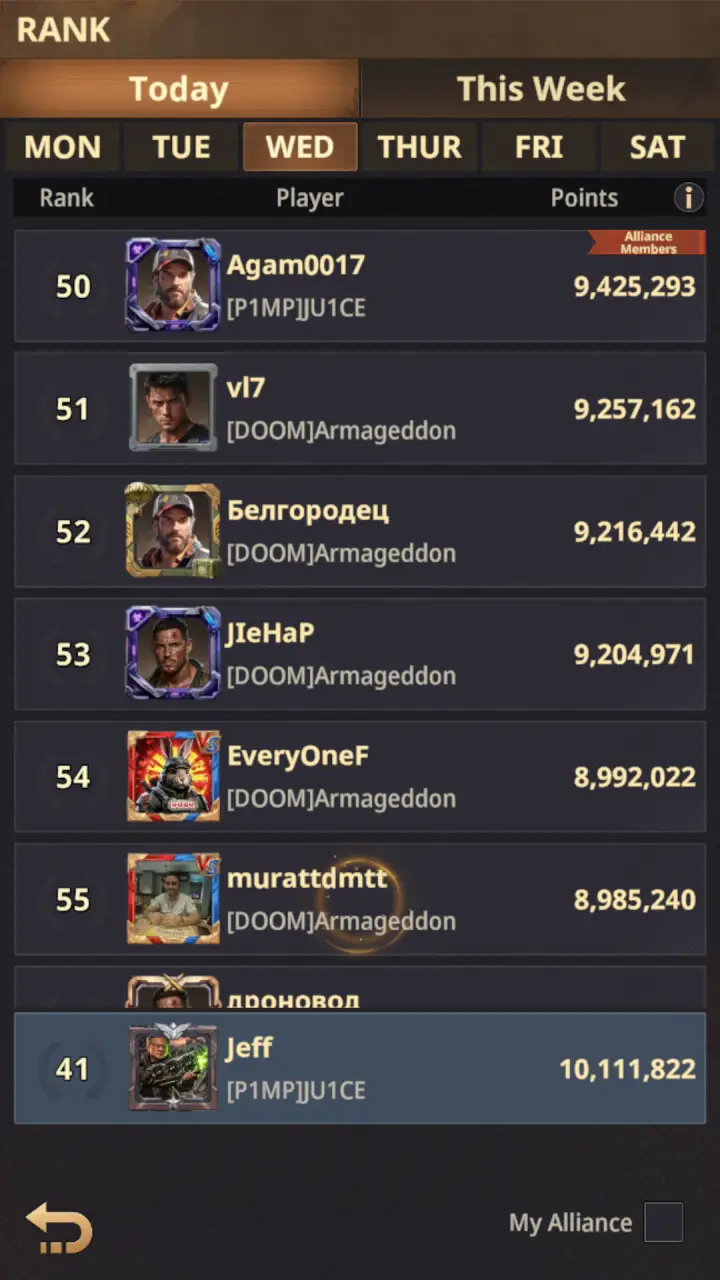 RANK
Today
This Week
MON
TUE
WED
THUR
FRI
SAT
Rank
Player
Points
Alliance
Members
50
Agam0017
[P1MP]JU1CE
9,425,293
51
vl7
[DOOM]Armageddon
9,257,162
52
Белгородец
[DOOM]Armageddon
9,216,442
53
JIeHaP
[DOOM]Armageddon
9,204,971
54
EveryOneF
[DOOM]Armageddon
8,992,022
55
murattdmtt
[DOOM]Armageddon
8,985,240
дроновод
41
Jeff
[P1MP]JU1CE
10,111,822
My Alliance